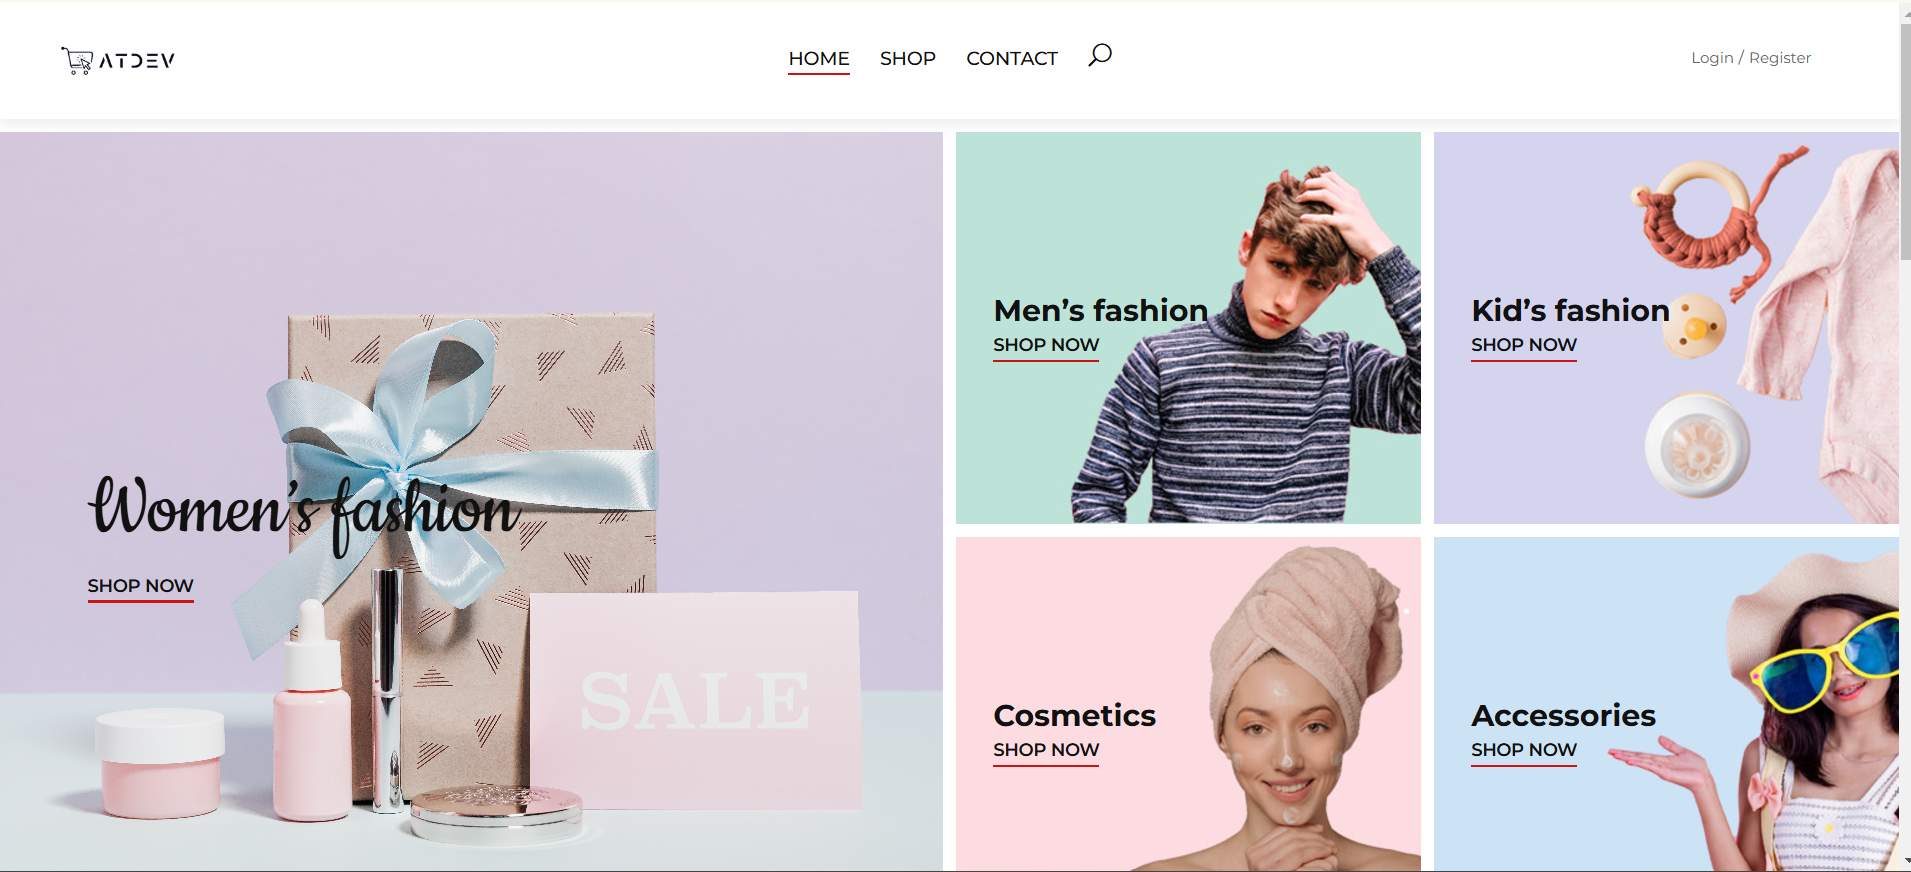 ATDEV
HOME SHOP CONTACT
Login / Register
Women's fashion
SHOP NOW
SALE
Men's fashion
SHOP NOW
Kid's fashion
SHOP NOW
Cosmetics
SHOP NOW
Accessories
SHOP NOW